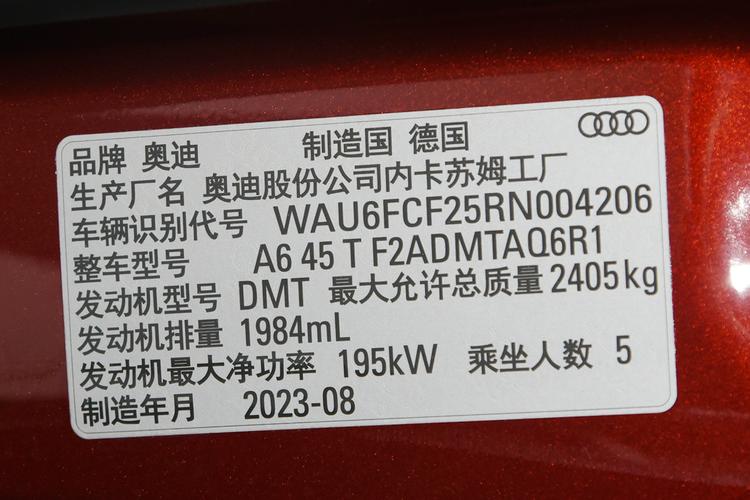 品牌 奥迪 制造国 德国
生产厂名 奥迪股份公司内卡苏姆工厂
车辆识别代号 WAU6FCF25RN004206
整车型号 A6 45 T F2ADMTAQ6R1
发动机型号 DMT 最大允许总质量 2405kg
发动机排量 1984mL
发动机最大净功率 195kW 乘坐人数 5
制造年月 2023-08